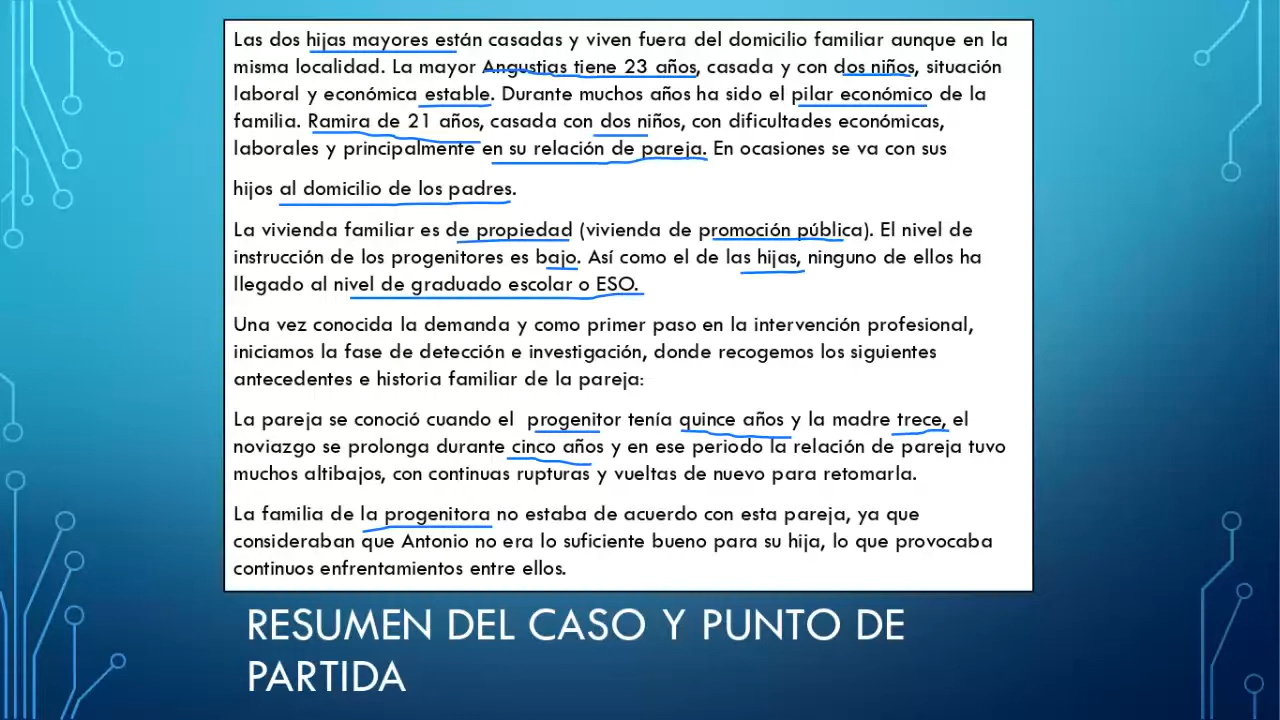 Las dos hijas mayores están casadas y viven fuera del domicilio familiar aunque en la
misma localidad. La mayor Angustias tiene 23 años, casada y con dos niños, situación
laboral y económica estable. Durante muchos años ha sido el pilar económico de la
familia. Ramira de 21 años, casada con dos niños, con dificultades económicas,
laborales y principalmente en su relación de pareja. En ocasiones se va con sus
hijos al domicilio de los padres.
La vivienda familiar es de propiedad (vivienda de promoción pública). El nivel de
instrucción de los progenitores es bajo. Así como el de las hijas, ninguno de ellos ha
llegado al nivel de graduado escolar o ESO.
Una vez conocida la demanda y como primer paso en la intervención profesional,
iniciamos la fase de detección e investigación, donde recogemos los siguientes
antecedentes e historia familiar de la pareja:
La pareja se conoció cuando el progenitor tenía quince años y la madre trece, el
noviazgo se prolonga durante cinco años y en ese periodo la relación de pareja tuvo
muchos altibajos, con continuas rupturas y vueltas de nuevo para retomarla.
La familia de la progenitora no estaba de acuerdo con esta pareja, ya que
consideraban que Antonio no era lo suficiente bueno para su hija, lo que provocaba
continuos enfrentamientos entre ellos.
RESUMEN DEL CASO Y PUNTO DE
PARTIDA